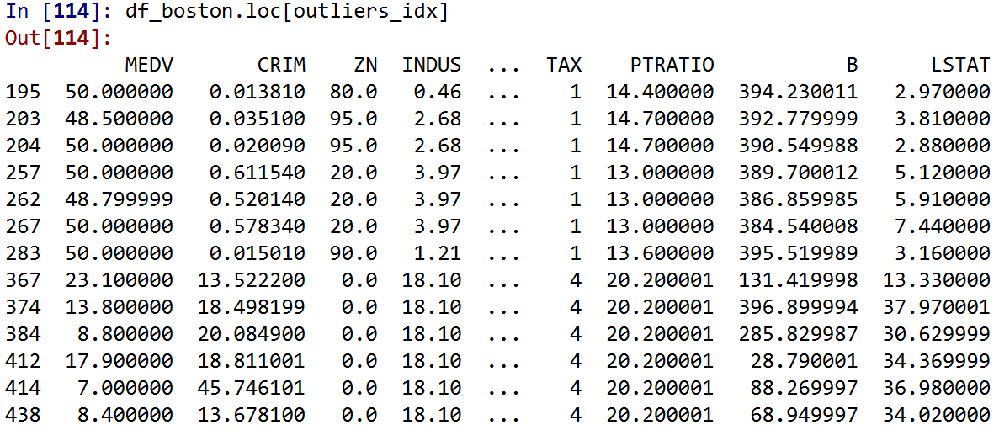 In [114]: df_boston.loc[outliers_idx]
Out[114]:
MEDV CRIM ZN INDUS ... TAX PTRATIO B LSTAT
195 50.000000 0.013810 80.0 0.46 ... 1 14.400000 394.230011 2.970000
203 48.500000 0.035100 95.0 2.68 ... 1 14.700000 392.779999 3.810000
204 50.000000 0.020090 95.0 2.68 ... 1 14.700000 390.549988 2.880000
257 50.000000 0.611540 20.0 3.97 ... 1 13.000000 389.700012 5.120000
262 48.799999 0.520140 20.0 3.97 ... 1 13.000000 386.859985 5.910000
267 50.000000 0.578340 20.0 3.97 ... 1 13.000000 384.540008 7.440000
283 50.000000 0.015010 90.0 1.21 ... 1 13.600000 395.519989 3.160000
367 23.100000 13.522200 0.0 18.10 ... 4 20.200001 131.419998 13.330000
374 13.800000 18.498199 0.0 18.10 ... 4 20.200001 396.899994 37.970001
384 8.800000 20.084900 0.0 18.10 ... 4 20.200001 285.829987 30.629999
412 17.900000 18.811001 0.0 18.10 ... 4 20.200001 28.790001 34.369999
414 7.000000 45.746101 0.0 18.10 ... 4 20.200001 88.269997 36.980000
438 8.400000 13.678100 0.0 18.10 ... 4 20.200001 68.949997 34.020000